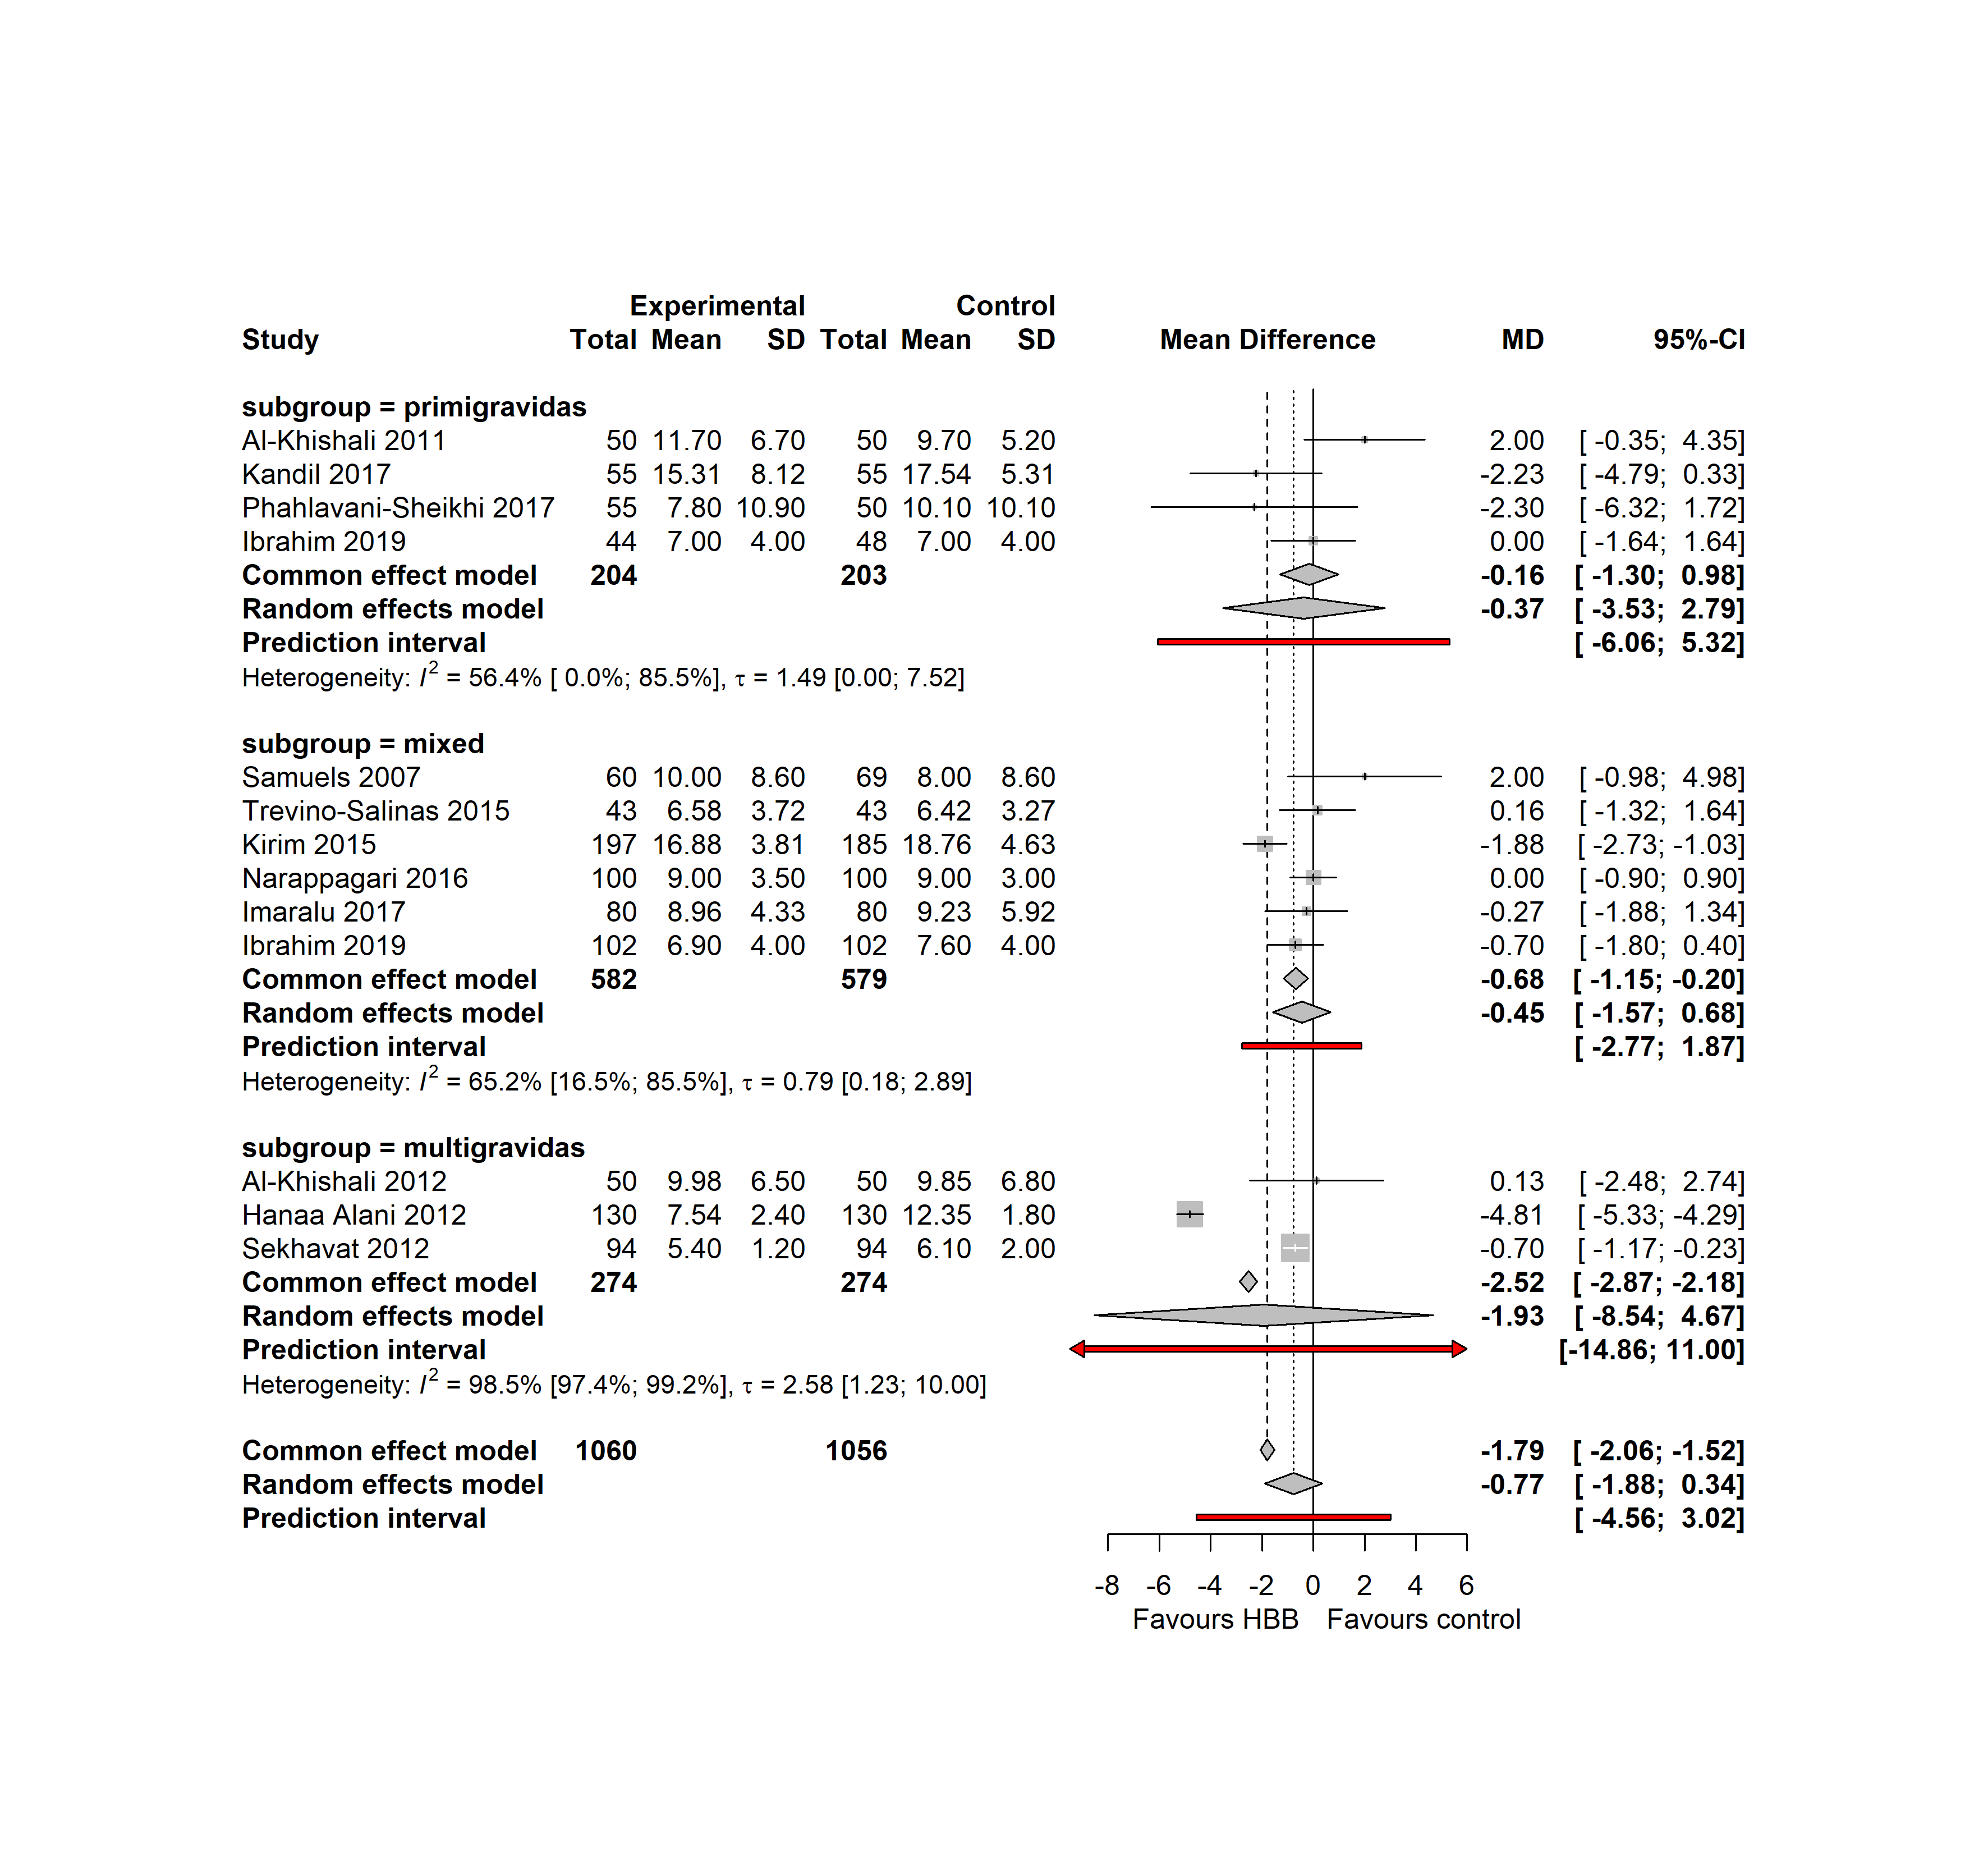 Experimental Control
Study Total Mean SD Total Mean SD Mean Difference MD 95%-CI
subgroup = primigravidas
Al-Khishali 2011 50 11.70 6.70 50 9.70 5.20 2.00 [ -0.35; 4.35]
Kandil 2017 55 15.31 8.12 55 17.54 5.31 -2.23 [ -4.79; 0.33]
Phahlavani-Sheikhi 2017 55 7.80 10.90 50 10.10 10.10 -2.30 [ -6.32; 1.72]
Ibrahim 2019 44 7.00 4.00 48 7.00 4.00 0.00 [ -1.64; 1.64]
Common effect model 204 203 -0.16 [ -1.30; 0.98]
Random effects model -0.37 [ -3.53; 2.79]
Prediction interval [ -6.06; 5.32]
Heterogeneity: I² = 56.4% [ 0.0%; 85.5%], τ = 1.49 [0.00; 7.52]
subgroup = mixed
Samuels 2007 60 10.00 8.60 69 8.00 8.60 2.00 [ -0.98; 4.98]
Trevino-Salinas 2015 43 6.58 3.72 43 6.42 3.27 0.16 [ -1.32; 1.64]
Kirim 2015 197 16.88 3.81 185 18.76 4.63 -1.88 [ -2.73; -1.03]
Narappagari 2016 100 9.00 3.50 100 9.00 3.00 0.00 [ -0.90; 0.90]
Imaralu 2017 80 8.96 4.33 80 9.23 5.92 -0.27 [ -1.88; 1.34]
Ibrahim 2019 102 6.90 4.00 102 7.60 4.00 -0.70 [ -1.80; 0.40]
Common effect model 582 579 -0.68 [ -1.15; -0.20]
Random effects model -0.45 [ -1.57; 0.68]
Prediction interval [ -2.77; 1.87]
Heterogeneity: I² = 65.2% [16.5%; 85.5%], τ = 0.79 [0.18; 2.89]
subgroup = multigravidas
Al-Khishali 2012 50 9.98 6.50 50 9.85 6.80 0.13 [ -2.48; 2.74]
Hanaa Alani 2012 130 7.54 2.40 130 12.35 1.80 -4.81 [ -5.33; -4.29]
Sekhavat 2012 94 5.40 1.20 94 6.10 2.00 -0.70 [ -1.17; -0.23]
Common effect model 274 274 -2.52 [ -2.87; -2.18]
Random effects model -1.93 [ -8.54; 4.67]
Prediction interval [-14.86; 11.00]
Heterogeneity: I² = 98.5% [97.4%; 99.2%], τ = 2.58 [1.23; 10.00]
Common effect model 1060 1056 -1.79 [ -2.06; -1.52]
Random effects model -0.77 [ -1.88; 0.34]
Prediction interval [ -4.56; 3.02]
-8 -6 -4 -2 0 2 4 6
Favours HBB Favours control